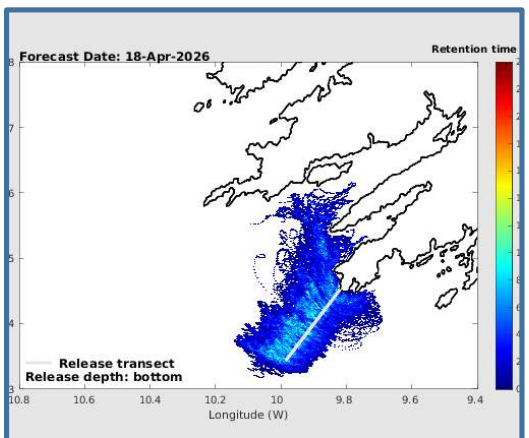 Forecast Date: 18-Apr-2026
Retention time
8
7
6
5
4
3
Release transect
Release depth: bottom
10.8
10.6
10.4
10.2
10
9.8
9.6
9.4
Longitude (W)